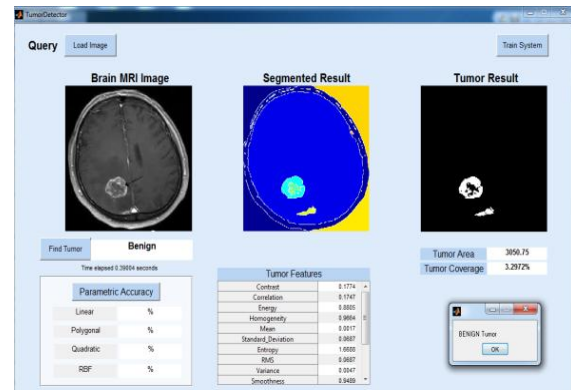 TumorDetector
Query Load Image Train System
Brain MRI Image Segmented Result Tumor Result
Find Tumor Benign
Time elapsed 0.39004 seconds
Parametric Accuracy
Linear %
Polygonal %
Quadratic %
RBF %
Tumor Features
Contrast 0.1774
Correlation 0.1747
Energy 0.8805
Homogeneity 0.9664
Mean 0.0017
Standard_Deviation 0.0687
Entropy
RMS 0.0687
Variance 0.0047
Smoothness 0.9489
Tumor Area 3050.75
Tumor Coverage 3.2972%
BENIGN Tumor
OK